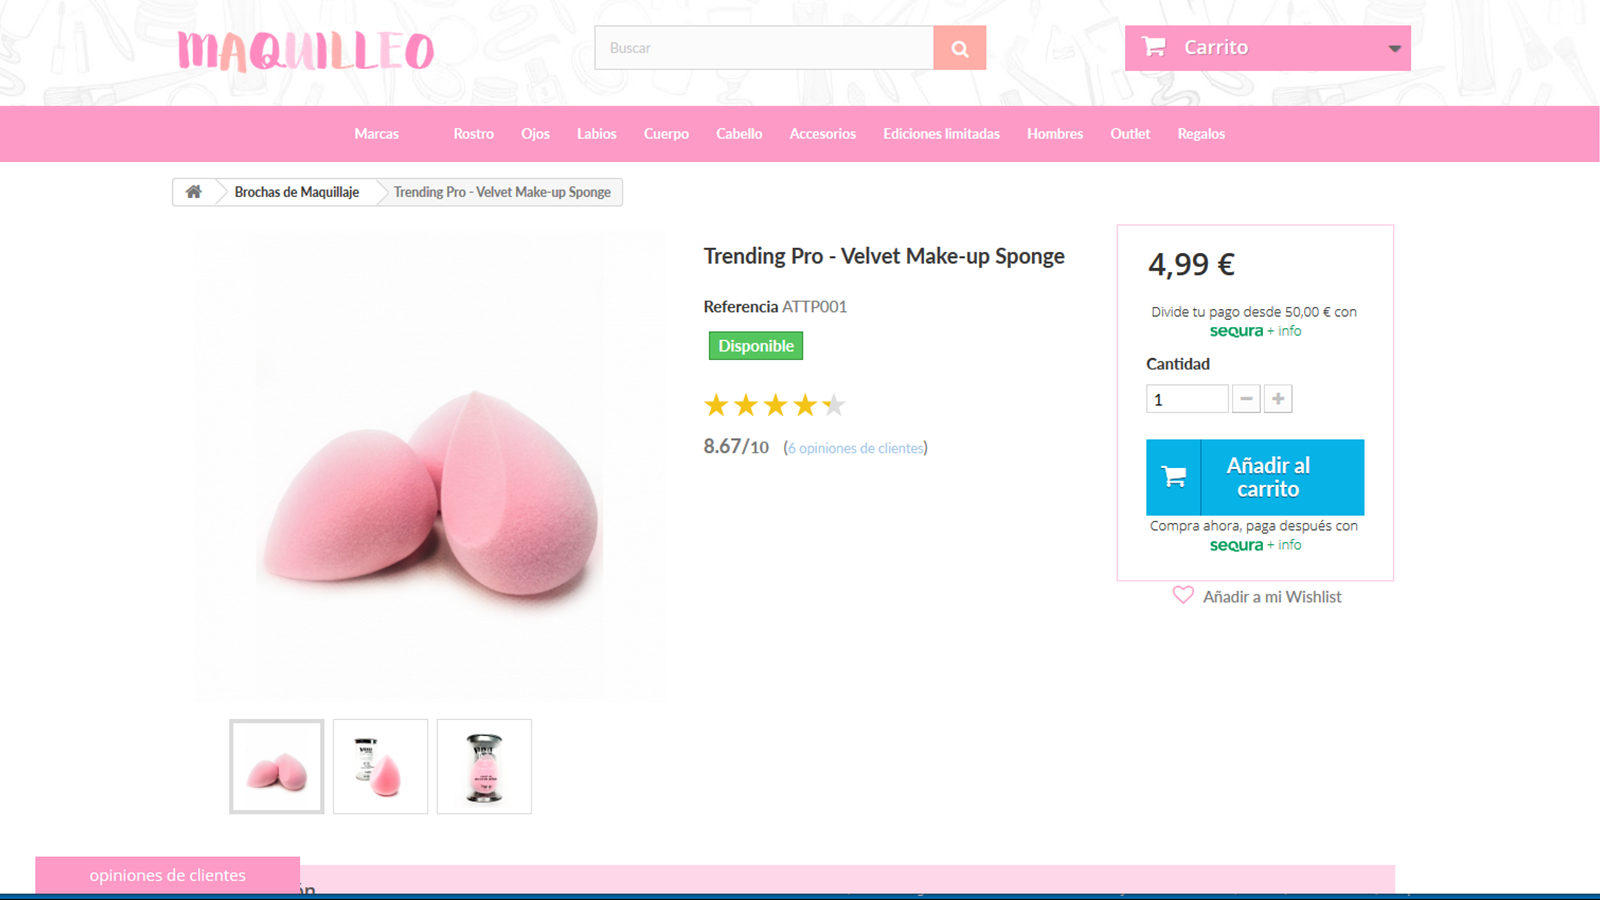 MAQUILLEO
Buscar
Carrito
Marcas Rostro Ojos Labios Cuerpo Cabello Accesorios Ediciones limitadas Hombres Outlet Regalos
Brochas de Maquillaje Trending Pro - Velvet Make-up Sponge
Trending Pro - Velvet Make-up Sponge
Referencia ATTP001
Disponible
8.67/10 (6 opiniones de clientes)
4,99 €
Divide tu pago desde 50,00 € con
seQura + info
Cantidad
1
Añadir al
carrito
Compra ahora, paga después con
seQura + info
Añadir a mi Wishlist
opiniones de clientes